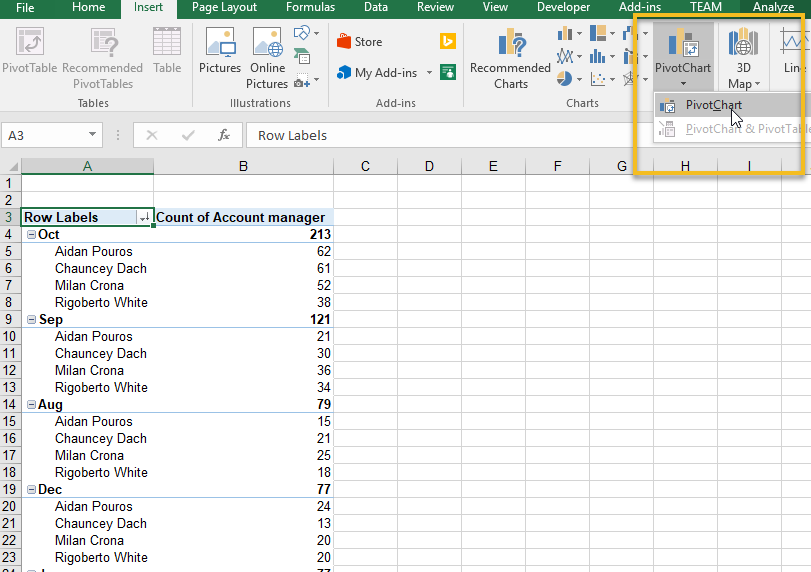 File Home Insert Page Layout Formulas Data Review View Developer Add-ins TEAM Analyze
PivotTable Recommended PivotTables Table
Tables
Pictures Online Pictures
Illustrations
Store
My Add-ins
Add-ins
Recommended Charts
Charts
PivotChart
3D Map
PivotChart
PivotChart & PivotTable
A3 fx Row Labels
A B C D E F G H I
1
2
3 Row Labels Count of Account manager
4 Oct 213
5 Aidan Pouros 62
6 Chauncey Dach 61
7 Milan Crona 52
8 Rigoberto White 38
9 Sep 121
10 Aidan Pouros 21
11 Chauncey Dach 30
12 Milan Crona 36
13 Rigoberto White 34
14 Aug 79
15 Aidan Pouros 15
16 Chauncey Dach 21
17 Milan Crona 25
18 Rigoberto White 18
19 Dec 77
20 Aidan Pouros 24
21 Chauncey Dach 13
22 Milan Crona 20
23 Rigoberto White 20